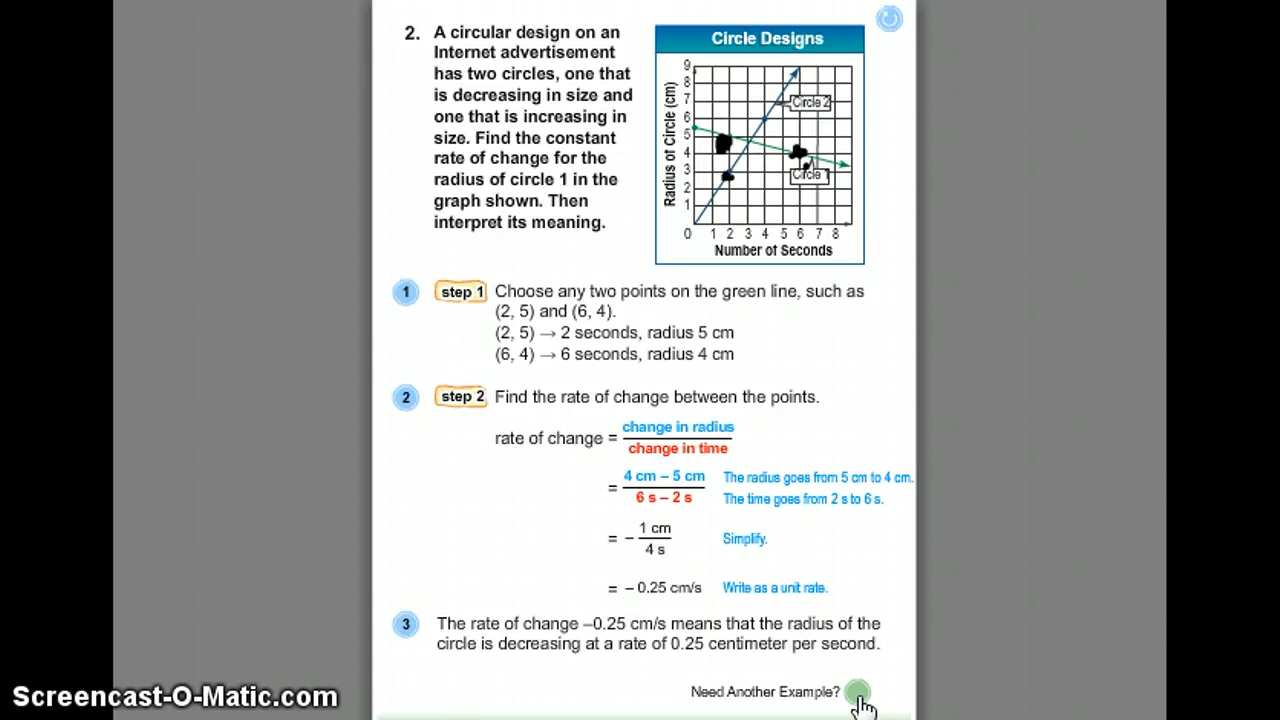 2. A circular design on an
Internet advertisement
has two circles, one that
is decreasing in size and
one that is increasing in
size. Find the constant
rate of change for the
radius of circle 1 in the
graph shown. Then
interpret its meaning.
Circle Designs
Radius of Circle (cm)
9
8
7
6
5
4
3
2
1
Circle 2
Circle 1
0 1 2 3 4 5 6 7 8
Number of Seconds
1 step 1 Choose any two points on the green line, such as
(2, 5) and (6, 4).
(2, 5) → 2 seconds, radius 5 cm
(6, 4) → 6 seconds, radius 4 cm
2 step 2 Find the rate of change between the points.
rate of change = change in radius
change in time
= 4 cm – 5 cm The radius goes from 5 cm to 4 cm.
6 s – 2 s The time goes from 2 s to 6 s.
= – 1 cm
4 s Simplify.
= – 0.25 cm/s Write as a unit rate.
3 The rate of change –0.25 cm/s means that the radius of the
circle is decreasing at a rate of 0.25 centimeter per second.
Need Another Example?
Screencast-O-Matic.com